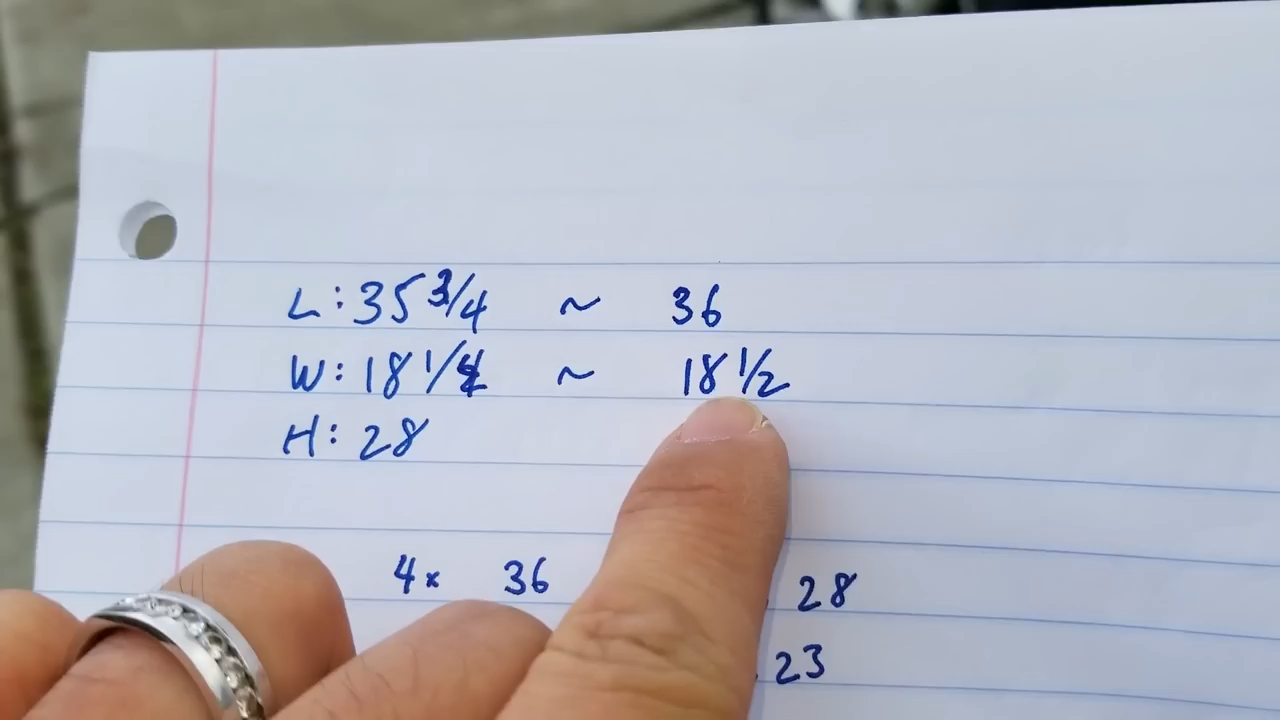 L: 35 3/4 ~ 36
W: 18 1/4 ~ 18 1/2
H: 28
4x 36 28
23